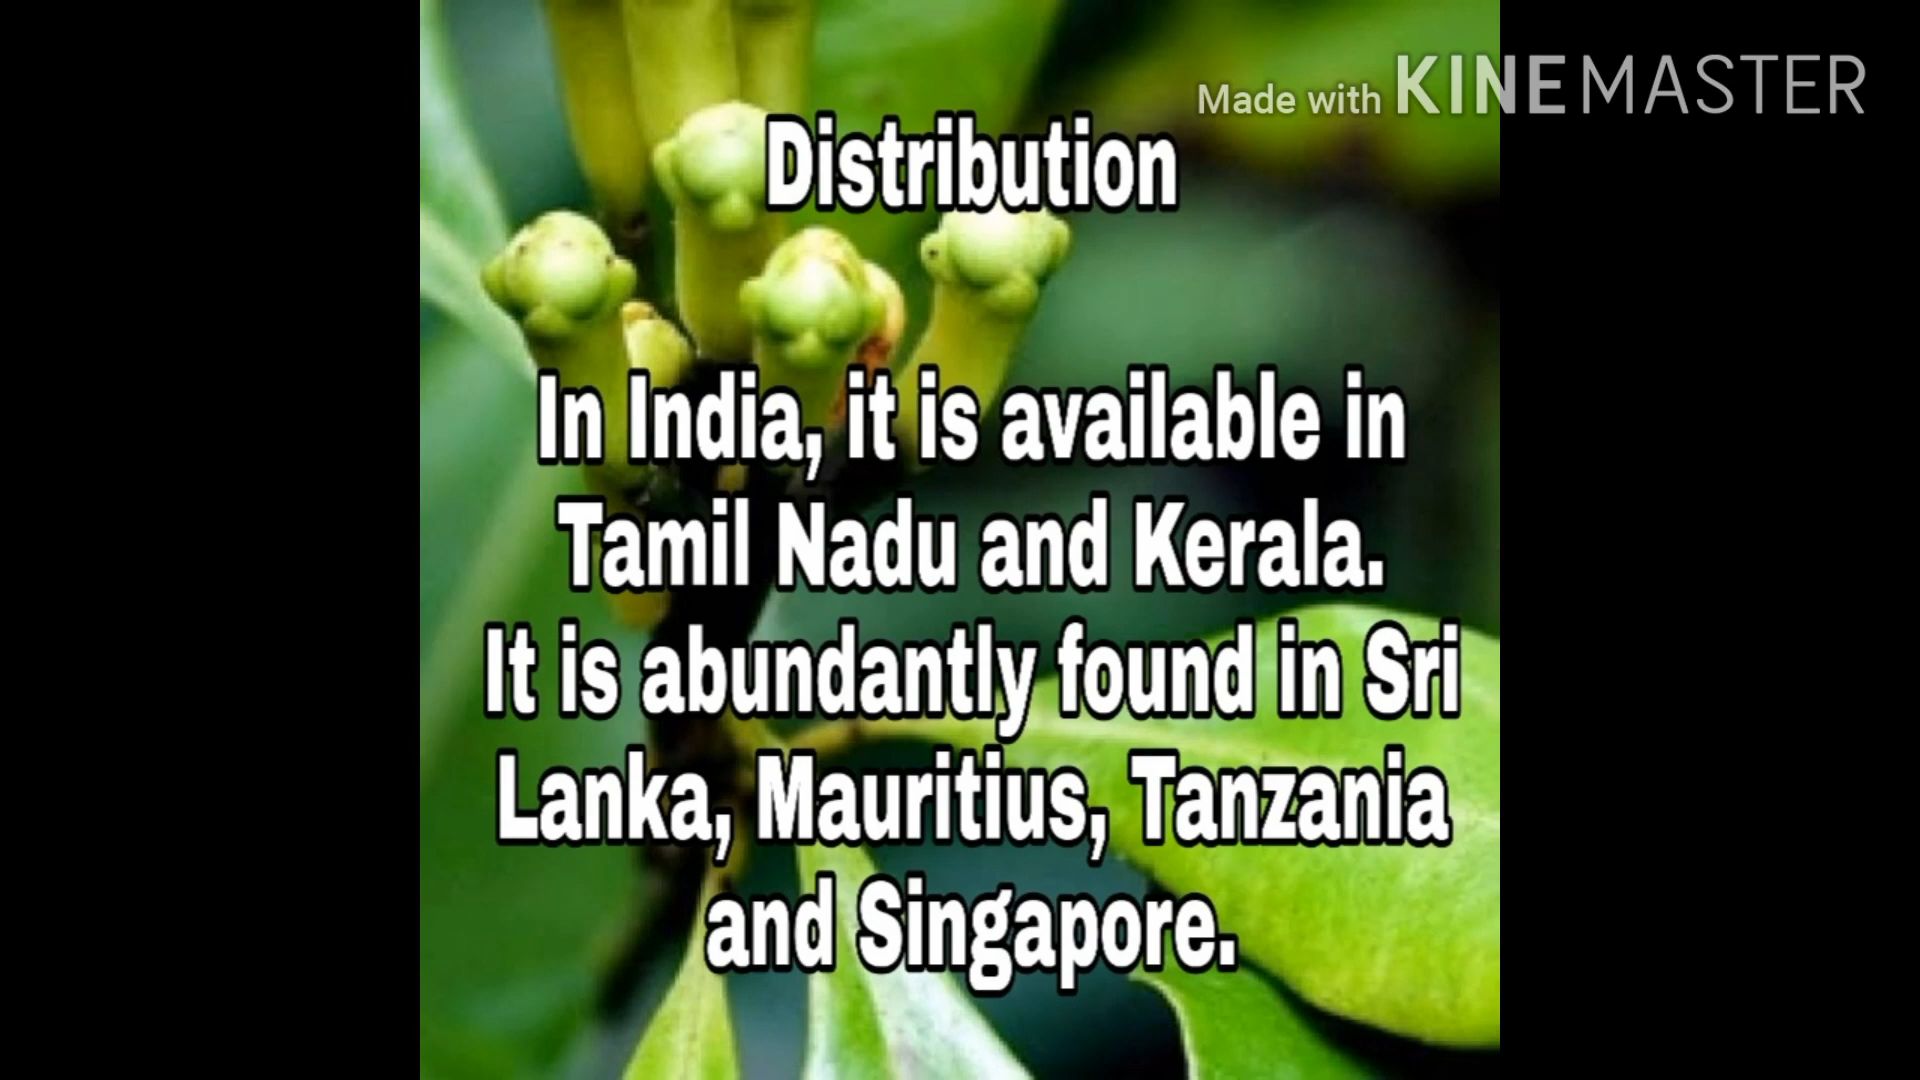 Made with KINEMASTER
Distribution
In India, it is available in
Tamil Nadu and Kerala.
It is abundantly found in Sri
Lanka, Mauritius, Tanzania
and Singapore.